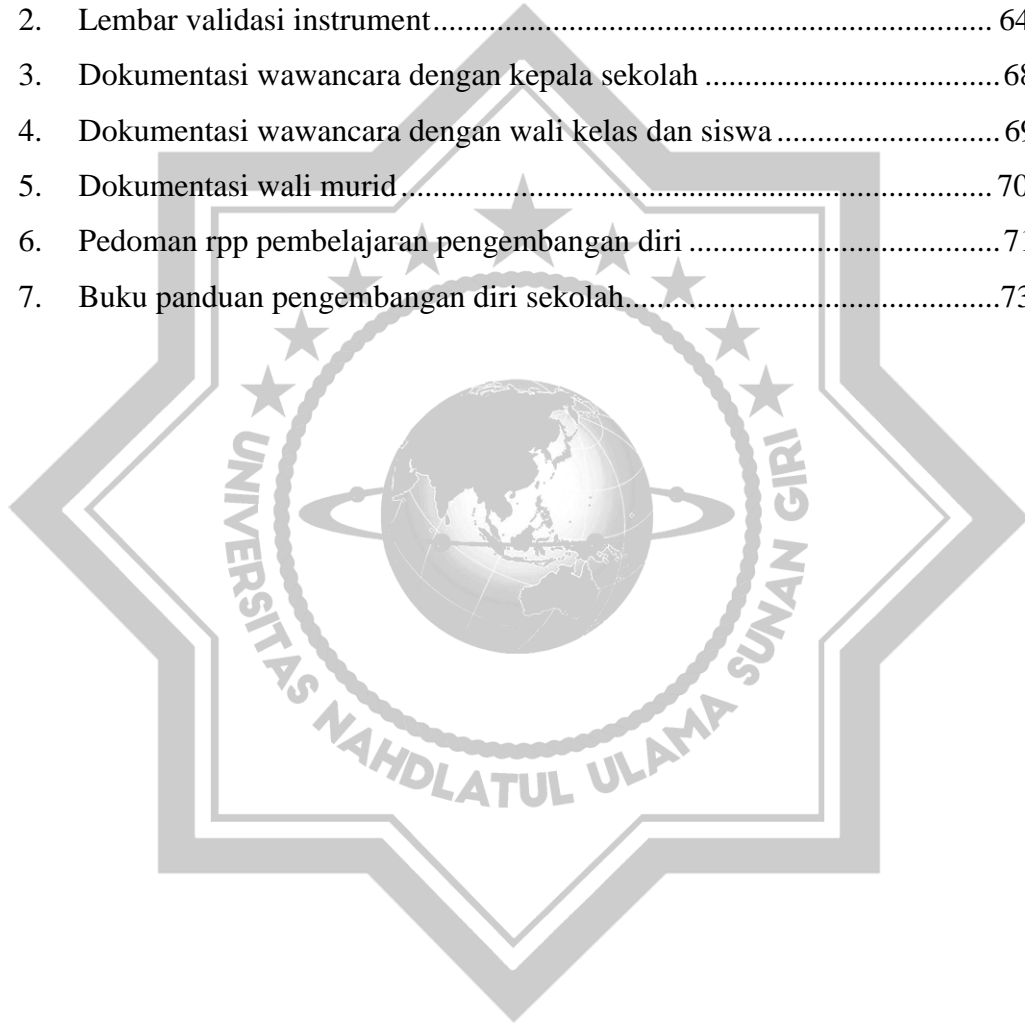 2. Lembar validasi instrument........................................................................ 64
3. Dokumentasi wawancara dengan kepala sekolah ...................................... 68
4. Dokumentasi wawancara dengan wali kelas dan siswa ............................. 69
5. Dokumentasi wali murid ............................................................................ 70
6. Pedoman rpp pembelajaran pengembangan diri ........................................ 71
7. Buku panduan pengembangan diri sekolah................................................73
UNIVERSITAS NAHDLATUL ULAMA SUNAN GIRI